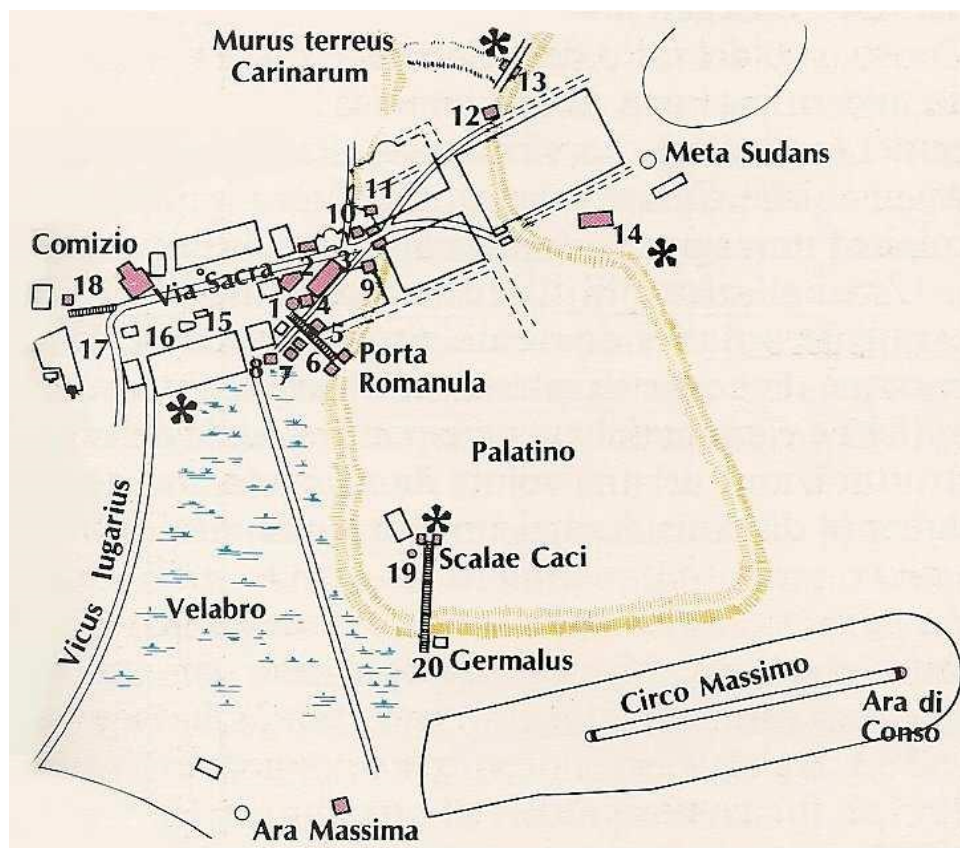 Murus terreus
Carinarum
13
12
Meta Sudans
11
10
14
Comizio
Via Sacra
2
3
9
18
1
4
5
15
16
17
8
7
6
Porta
Romanula
Palatino
19
Scalae Caci
Vicus Iugarius
Velabro
20
Germalus
Circo Massimo
Ara di
Conso
Ara Massima